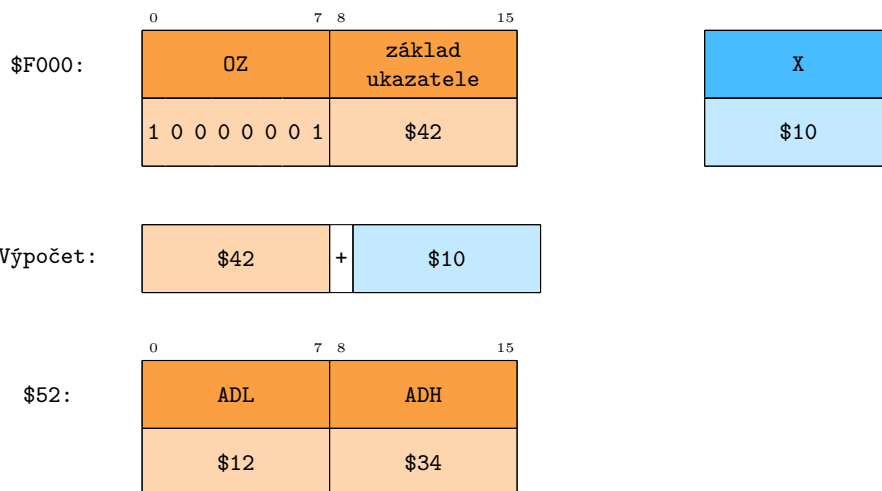 0 7 8 15
$F000: OZ základ ukazatele X
1 0 0 0 0 0 0 1 $42 $10
Výpočet: $42 + $10
0 7 8 15
$52: ADL ADH
$12 $34